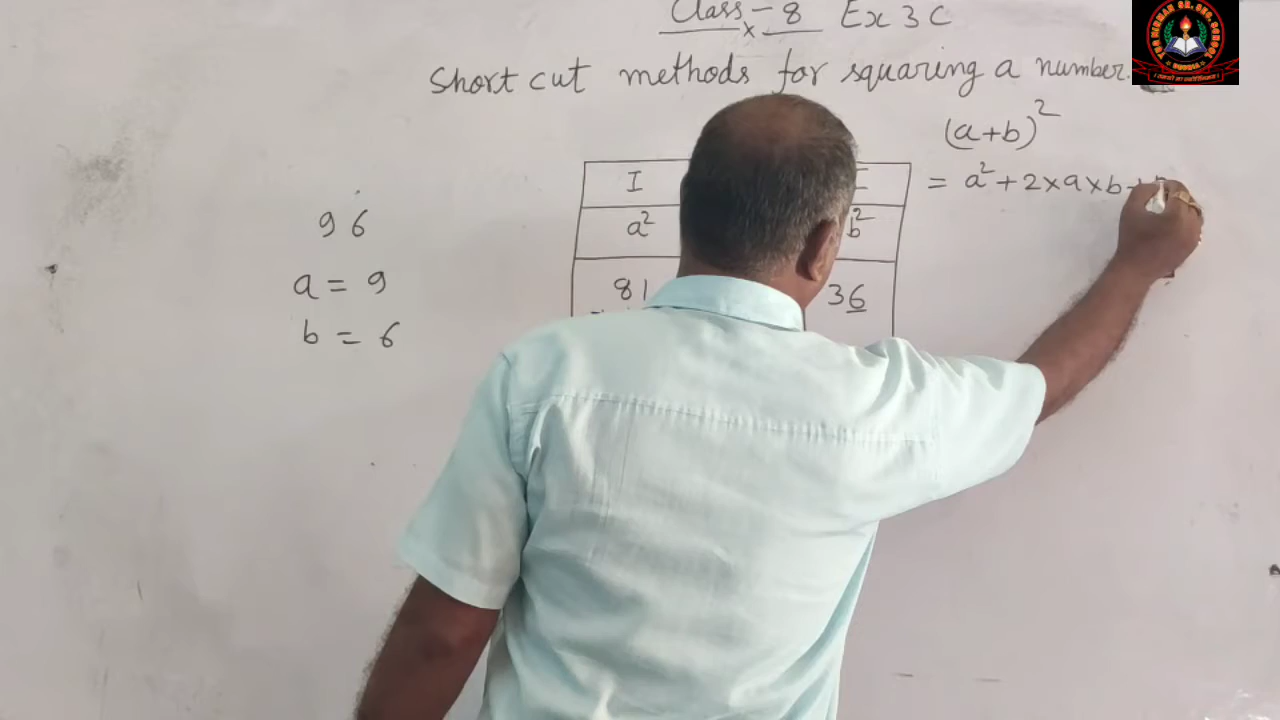 Class - 8 Ex 3 C
Short cut methods for squaring a number.
(a+b)²
= a² + 2×a×b +
I
a² b²
81 36
96
a = 9
b = 6